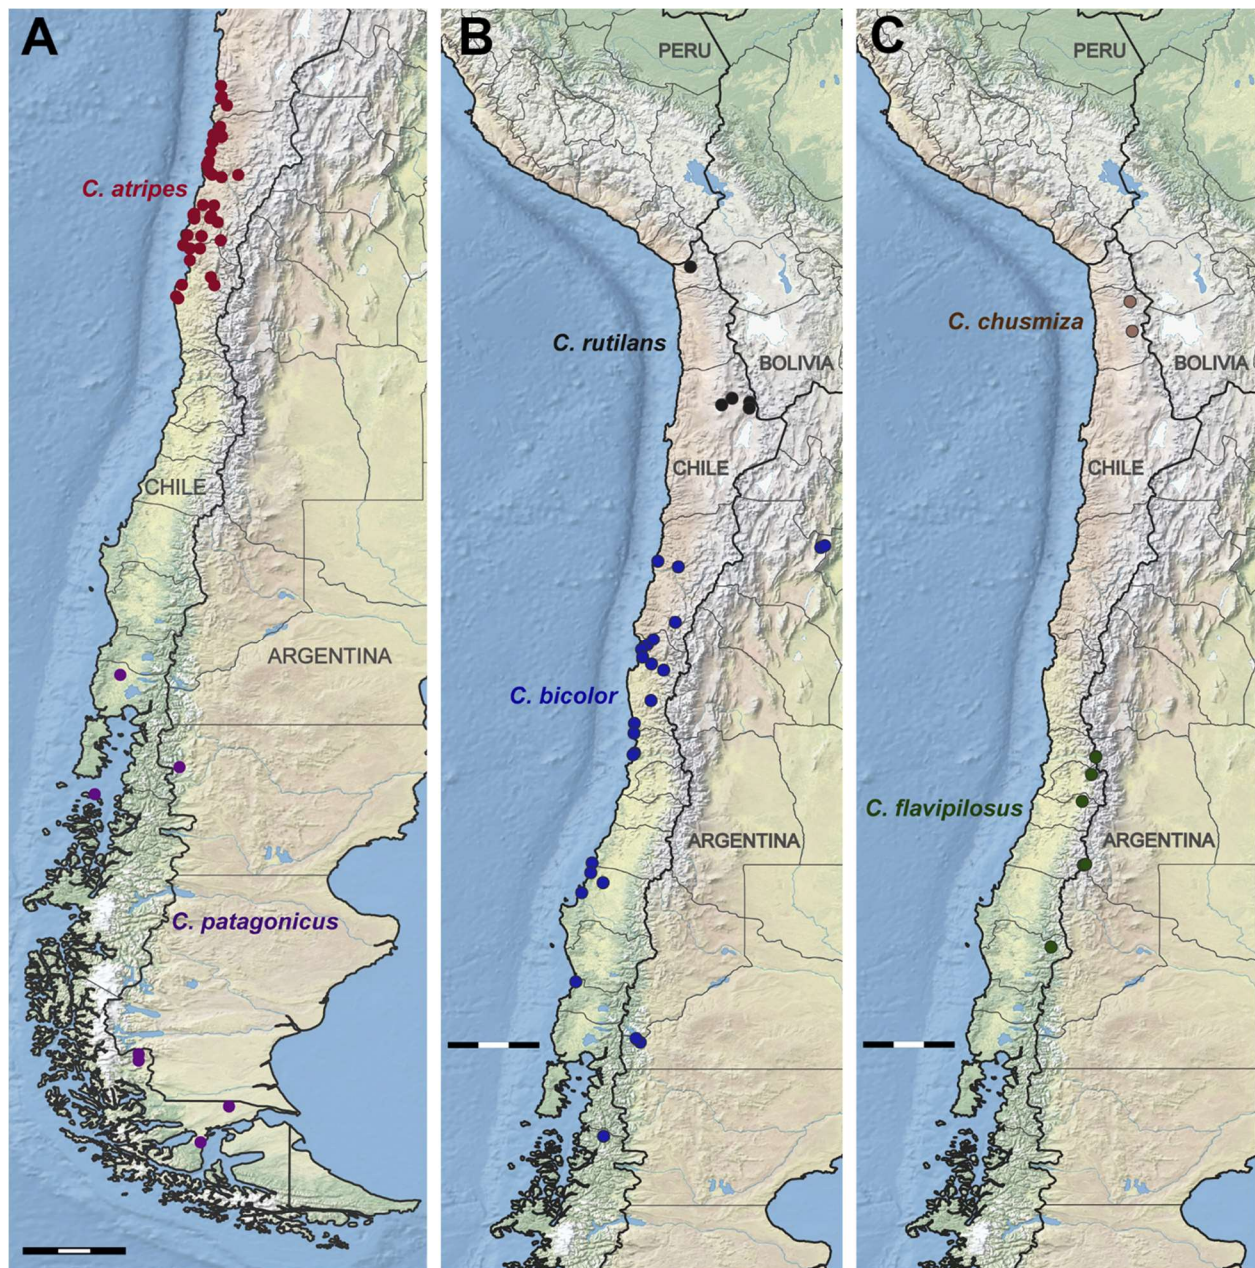 A
C. atripes
CHILE
ARGENTINA
C. patagonicus
B
PERU
C. rutilans
BOLIVIA
CHILE
C. bicolor
ARGENTINA
C
PERU
C. chusmiza
BOLIVIA
CHILE
C. flavipilosus
ARGENTINA